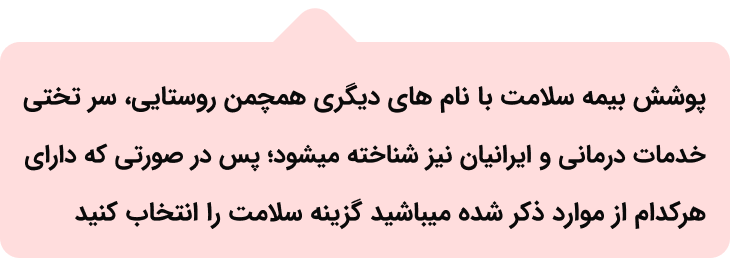 پوشش بیمه سلامت با نام های دیگری همچمن روستایی، سر تختی
خدمات درمانی و ایرانیان نیز شناخته میشود؛ پس در صورتی که دارای
هرکدام از موارد ذکر شده میباشید گزینه سلامت را انتخاب کنید